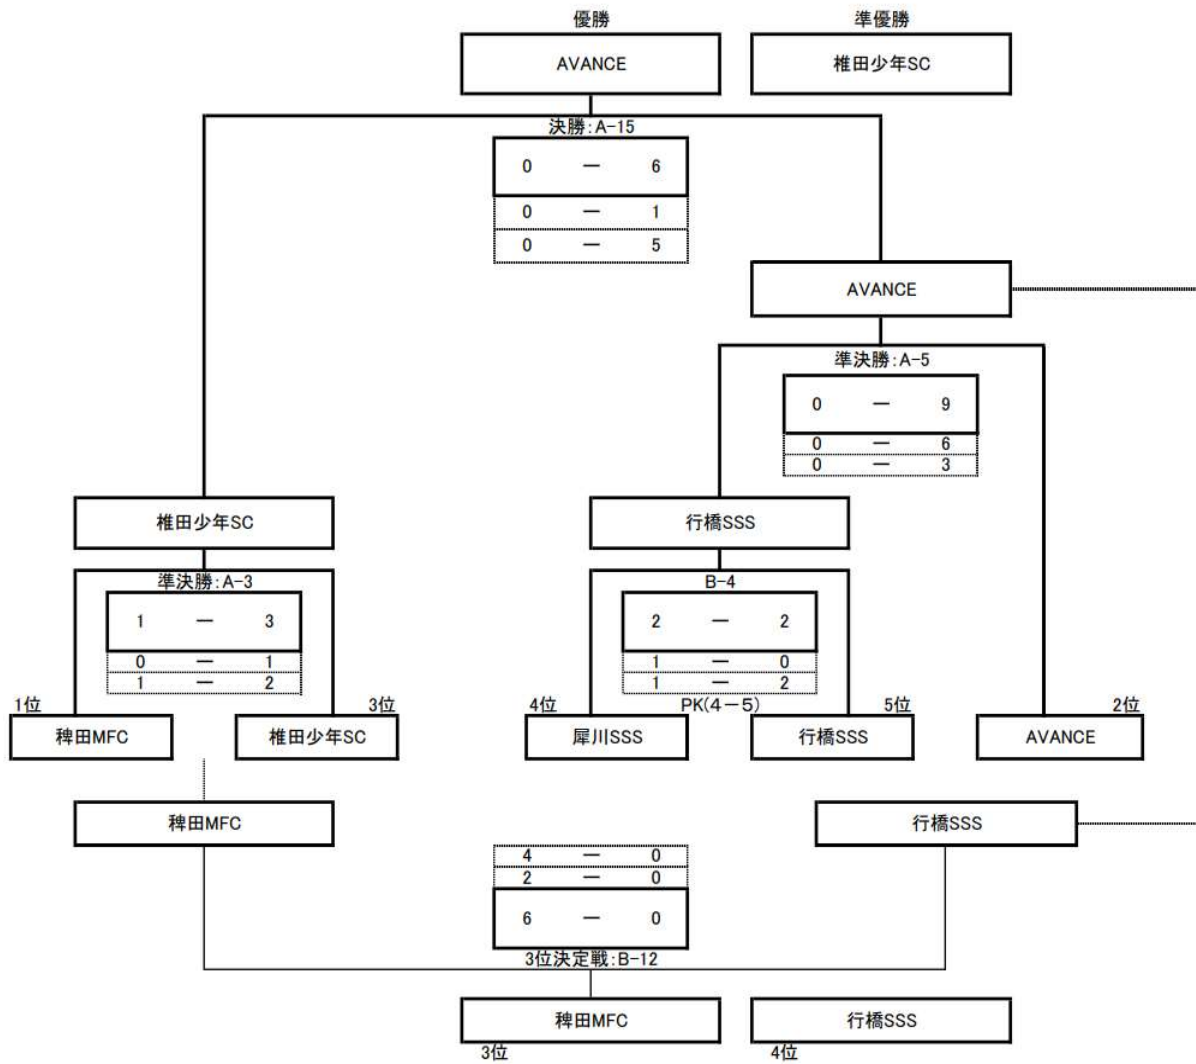 優勝 準優勝
AVANCE 椎田少年SC
決勝:A-15
0 ー 6
0 ー 1
0 ー 5
AVANCE
準決勝:A-5
0 ー 9
0 ー 6
0 ー 3
椎田少年SC 行橋SSS
準決勝:A-3 B-4
1 ー 3 2 ー 2
0 ー 1 1 ー 0
1 ー 2 1 ー 2
1位 3位 4位 PK(4-5) 5位 2位
稗田MFC 椎田少年SC 犀川SSS 行橋SSS AVANCE
稗田MFC 行橋SSS
4 ー 0
2 ー 0
6 ー 0
3位決定戦:B-12
稗田MFC 行橋SSS
3位 4位